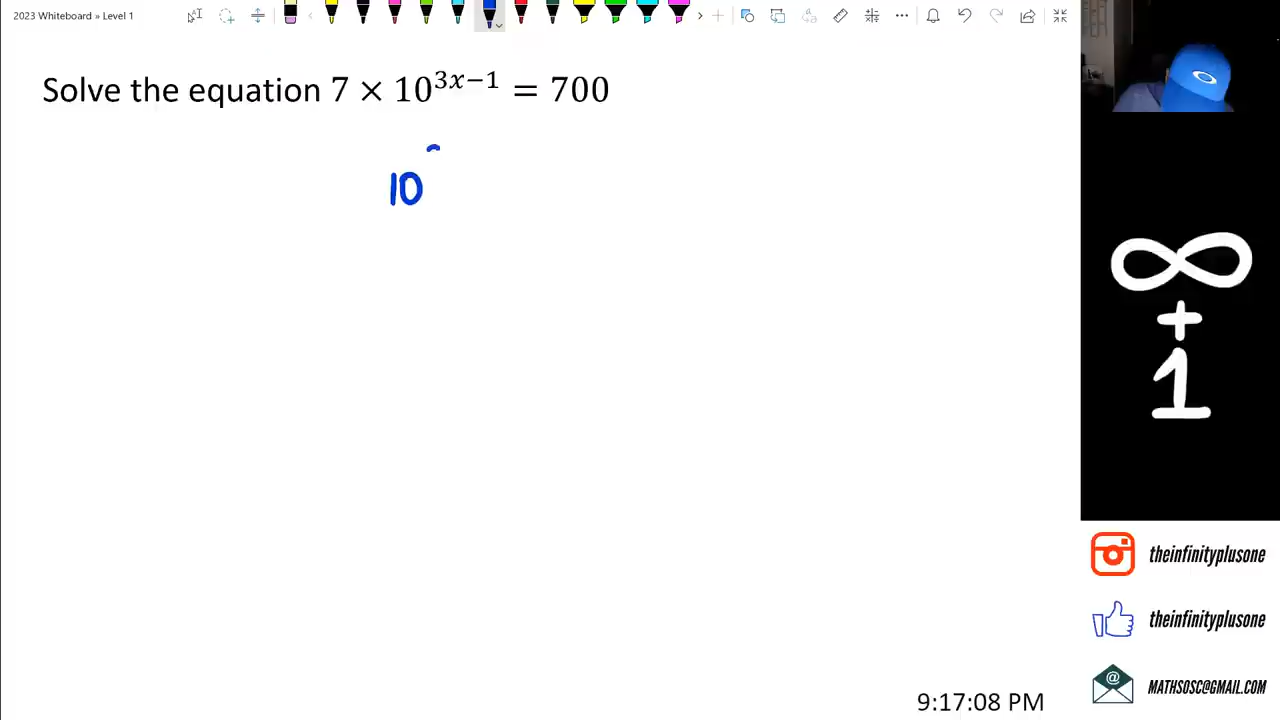 2023 Whiteboard » Level 1
Solve the equation 7 × 10^{3x−1} = 700
10
∞
+
1
theinfinityplusone
theinfinityplusone
@
MATHSOSC@GMAIL.COM
9:17:08 PM